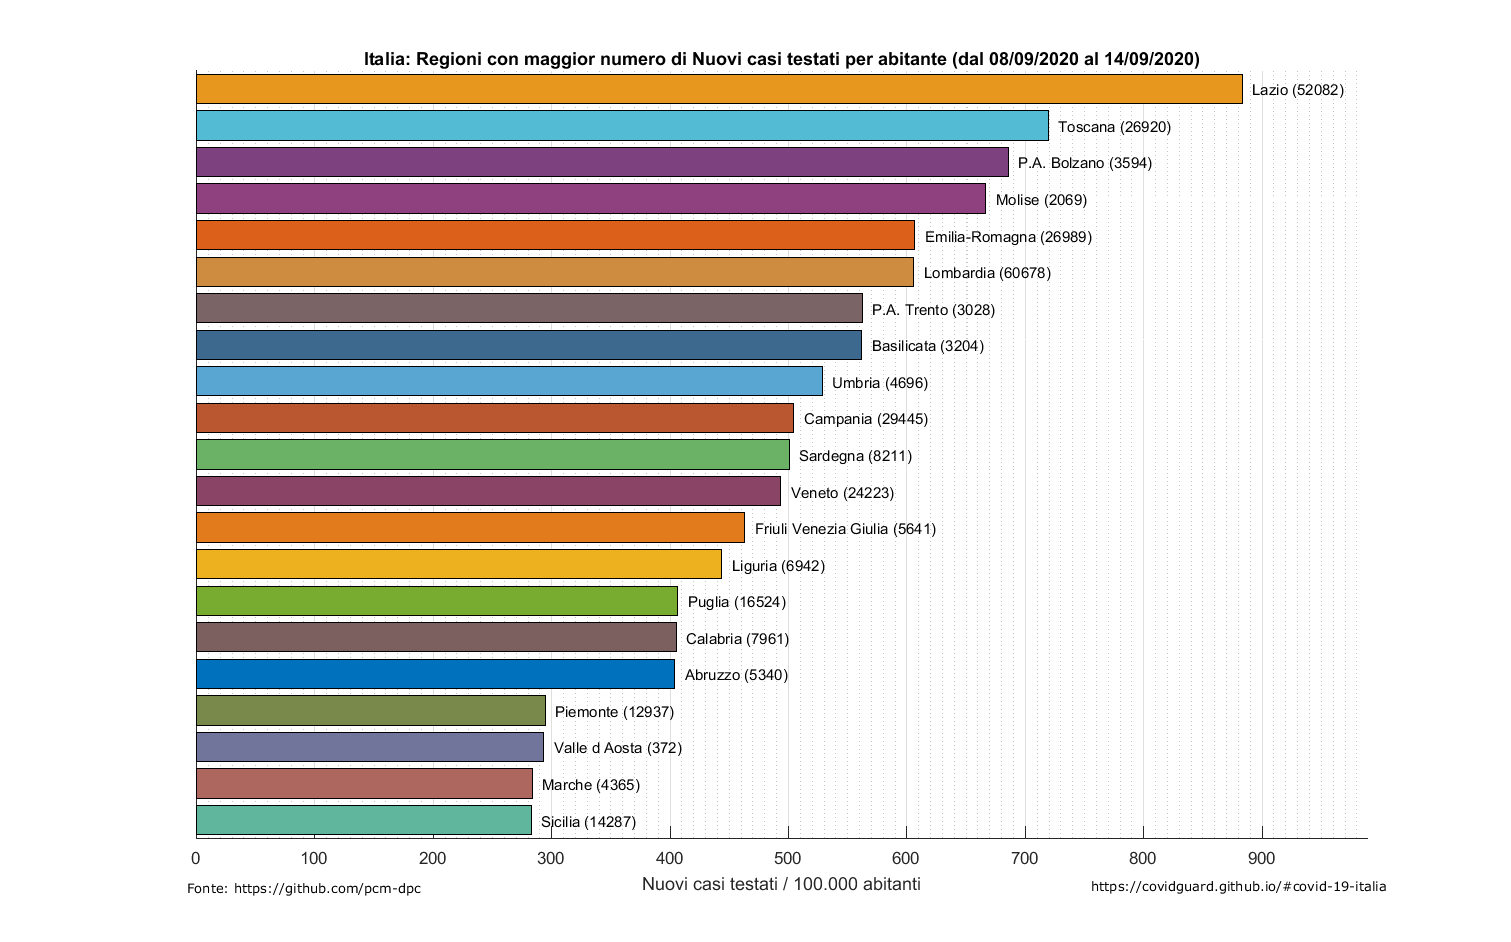 Italia: Regioni con maggior numero di Nuovi casi testati per abitante (dal 08/09/2020 al 14/09/2020)
Lazio (52082)
Toscana (26920)
P.A. Bolzano (3594)
Molise (2069)
Emilia-Romagna (26989)
Lombardia (60678)
P.A. Trento (3028)
Basilicata (3204)
Umbria (4696)
Campania (29445)
Sardegna (8211)
Veneto (24223)
Friuli Venezia Giulia (5641)
Liguria (6942)
Puglia (16524)
Calabria (7961)
Abruzzo (5340)
Piemonte (12937)
Valle d Aosta (372)
Marche (4365)
Sicilia (14287)
0 100 200 300 400 500 600 700 800 900
Nuovi casi testati / 100.000 abitanti
Fonte: https://github.com/pcm-dpc
https://covidguard.github.io/#covid-19-italia